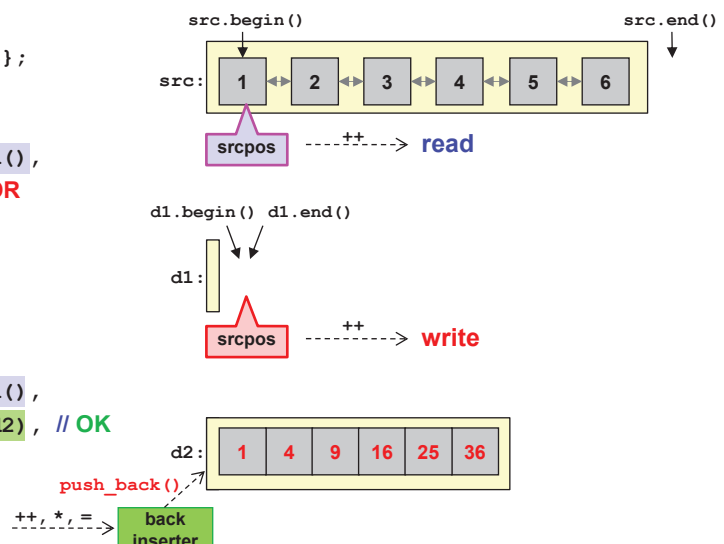 src.begin() src.end()
};
src: 1 2 3 4 5 6
srcpos ++ read
(),
OR
d1.begin() d1.end()
d1:
srcpos ++ write
(),
2), // OK
d2: 1 4 9 16 25 36
push_back()
++,*,= back
inserter